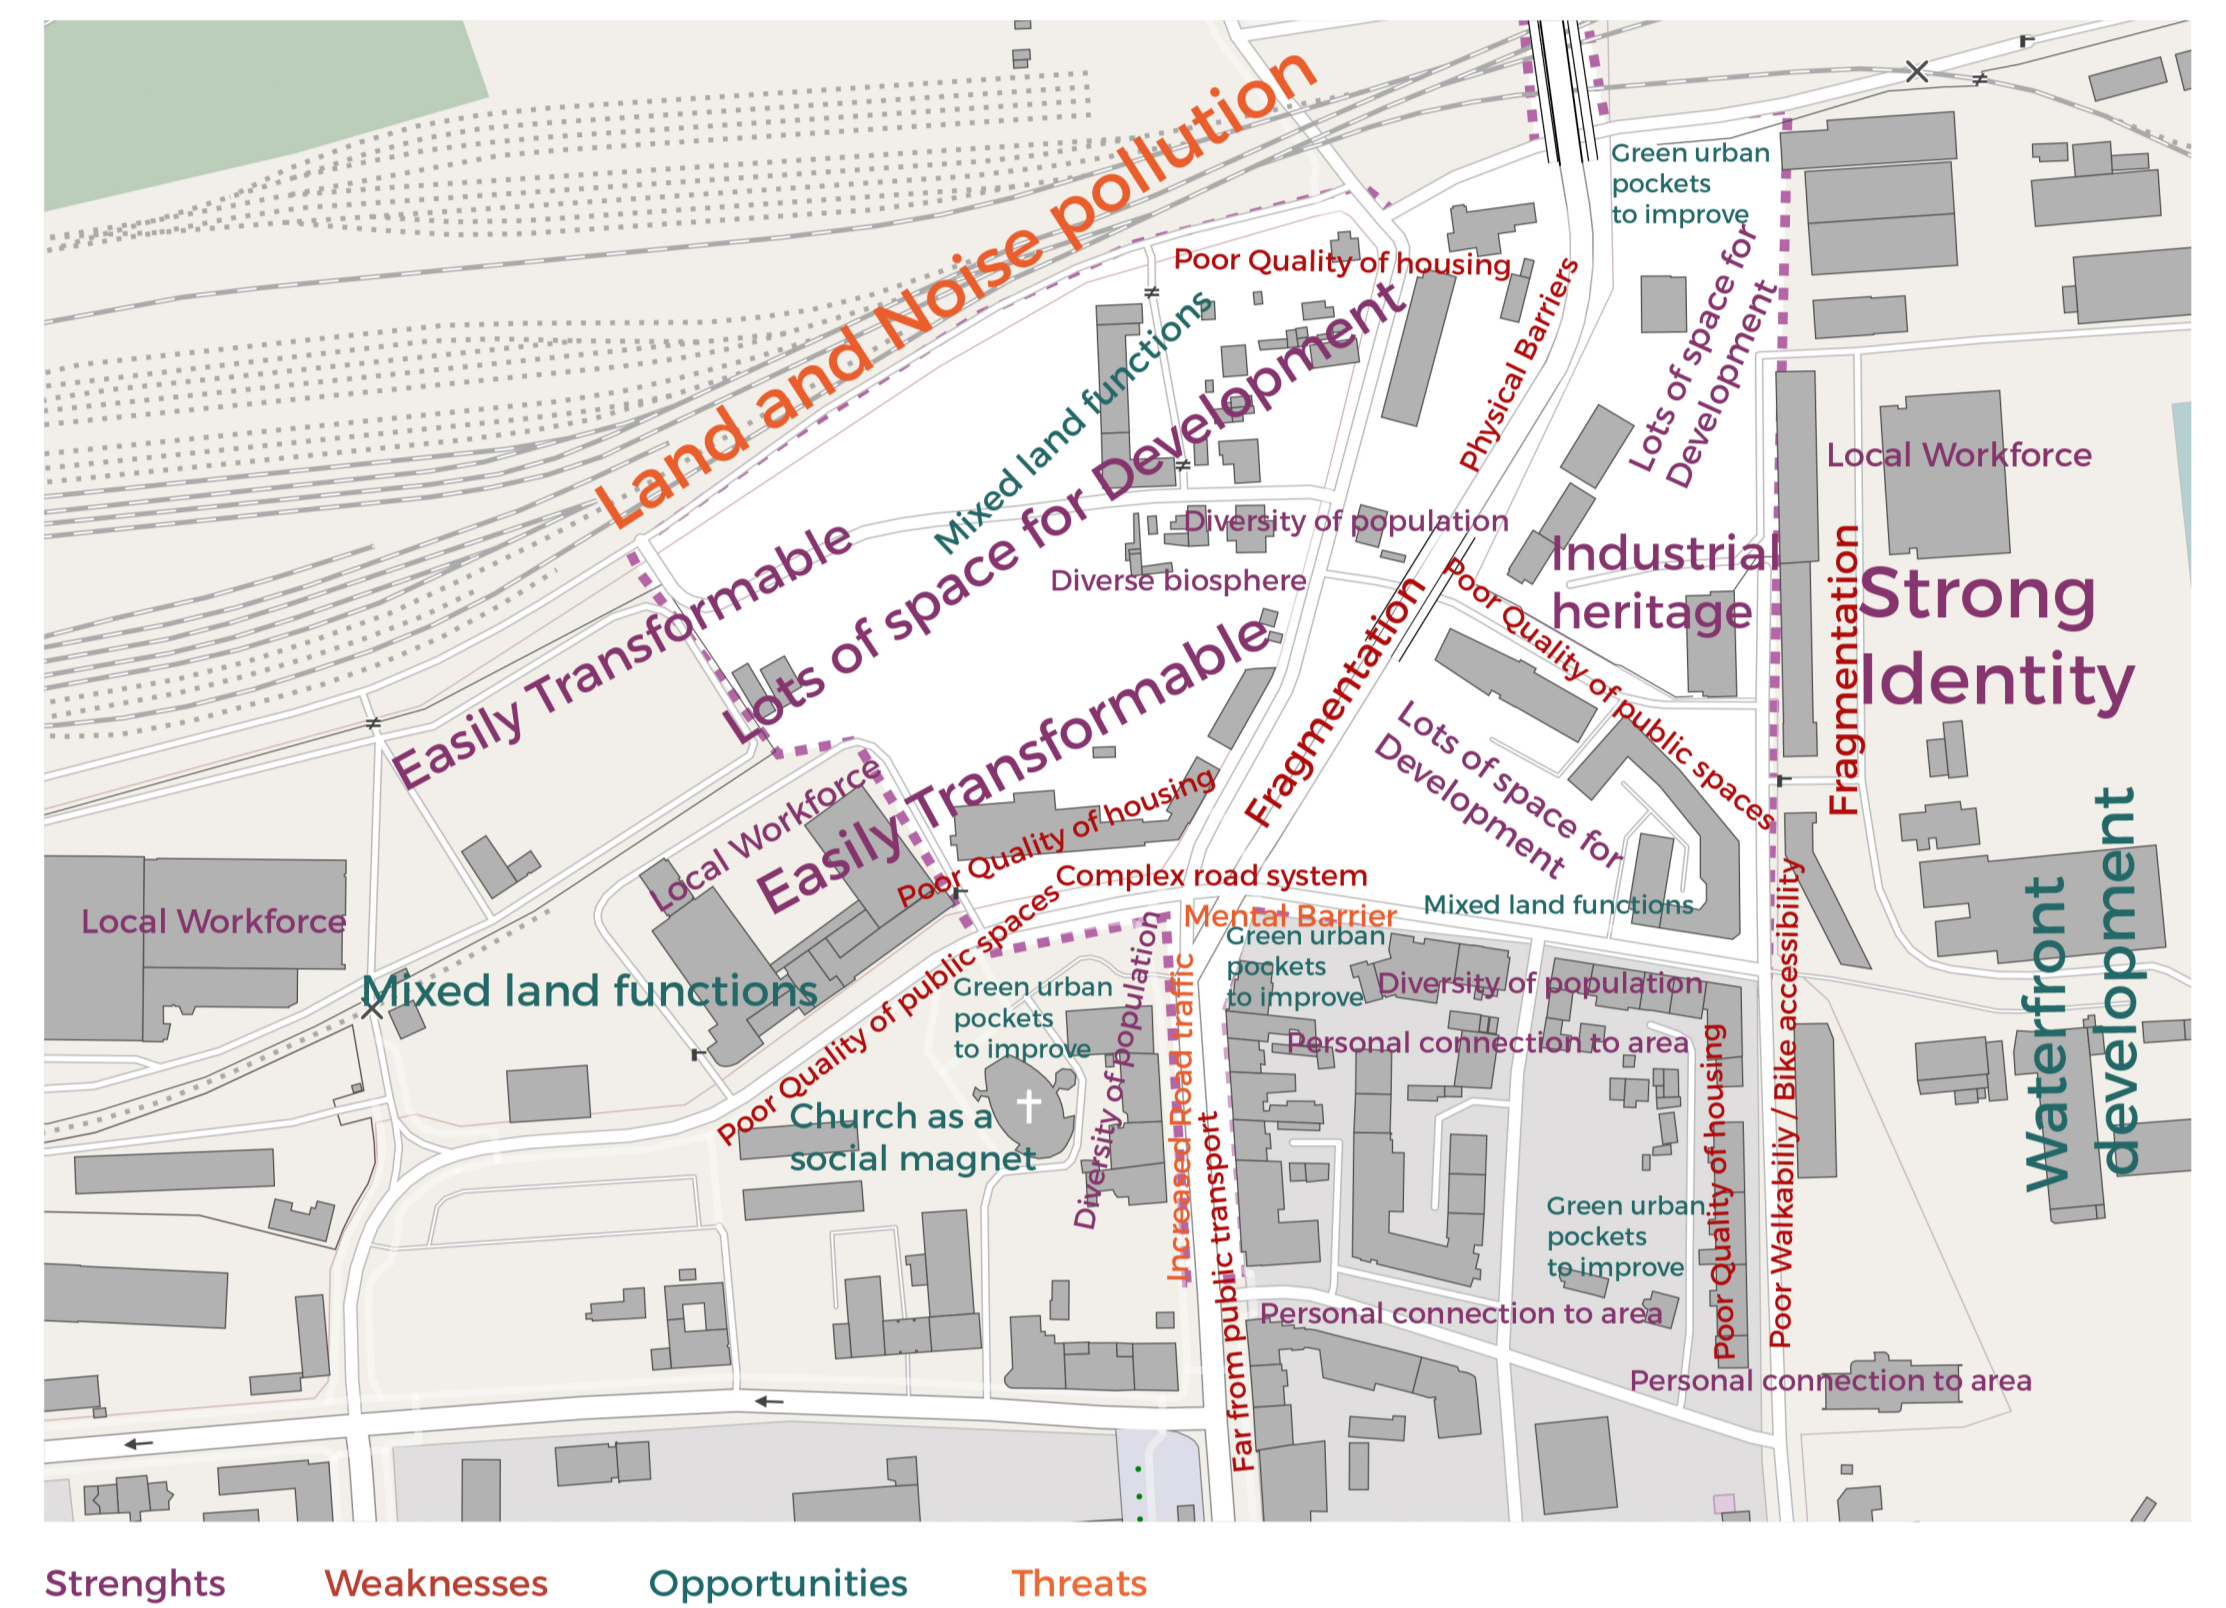 Land and Noise pollution
Green urban
pockets
to improve
Poor Quality of housing
Lots of space for
Development
Mixed land functions
Physical Barriers
Lots of space for Development
Local Workforce
Easily Transformable
Diversity of population
Diverse biosphere
Industrial
heritage
Fragmentation
Strong
Identity
Fragmentation
Poor Quality of public spaces
Easily Transformable
Lots of space for
Development
Local Workforce
Poor Quality of housing
Complex road system
Mental Barrier
Mixed land functions
Local Workforce
Mixed land functions
Poor Quality of public spaces
Green urban
pockets
to improve
Green urban
pockets
to improve
Diversity of population
Diversity of population
Personal connection to area
Waterfront
development
Church as a
social magnet
Increased Road traffic
Far from public transport
Green urban
pockets
to improve
Poor Quality of housing
Poor Walkabiliy / Bike accessibility
Personal connection to area
Personal connection to area
Strenghts
Weaknesses
Opportunities
Threats